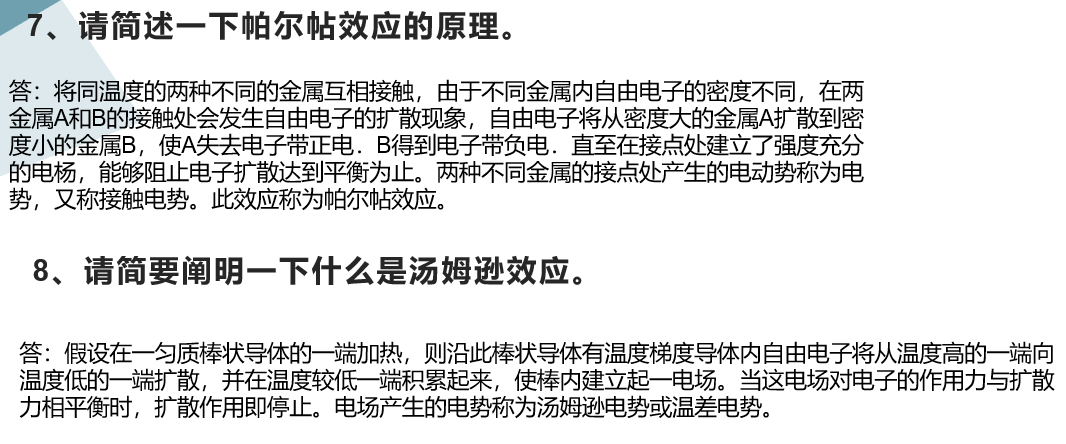 7、请简述一下帕尔帖效应的原理。
答：将同温度的两种不同的金属互相接触，由于不同金属内自由电子的密度不同，在两
金属A和B的接触处会发生自由电子的扩散现象，自由电子将从密度大的金属A扩散到密
度小的金属B，使A失去电子带正电．B得到电子带负电．直至在接点处建立了强度充分
的电杨，能够阻止电子扩散达到平衡为止。两种不同金属的接点处产生的电动势称为电
势，又称接触电势。此效应称为帕尔帖效应。
8、请简要阐明一下什么是汤姆逊效应。
答：假设在一匀质棒状导体的一端加热，则沿此棒状导体有温度梯度导体内自由电子将从温度高的一端向
温度低的一端扩散，并在温度较低一端积累起来，使棒内建立起一电场。当这电场对电子的作用力与扩散
力相平衡时，扩散作用即停止。电场产生的电势称为汤姆逊电势或温差电势。